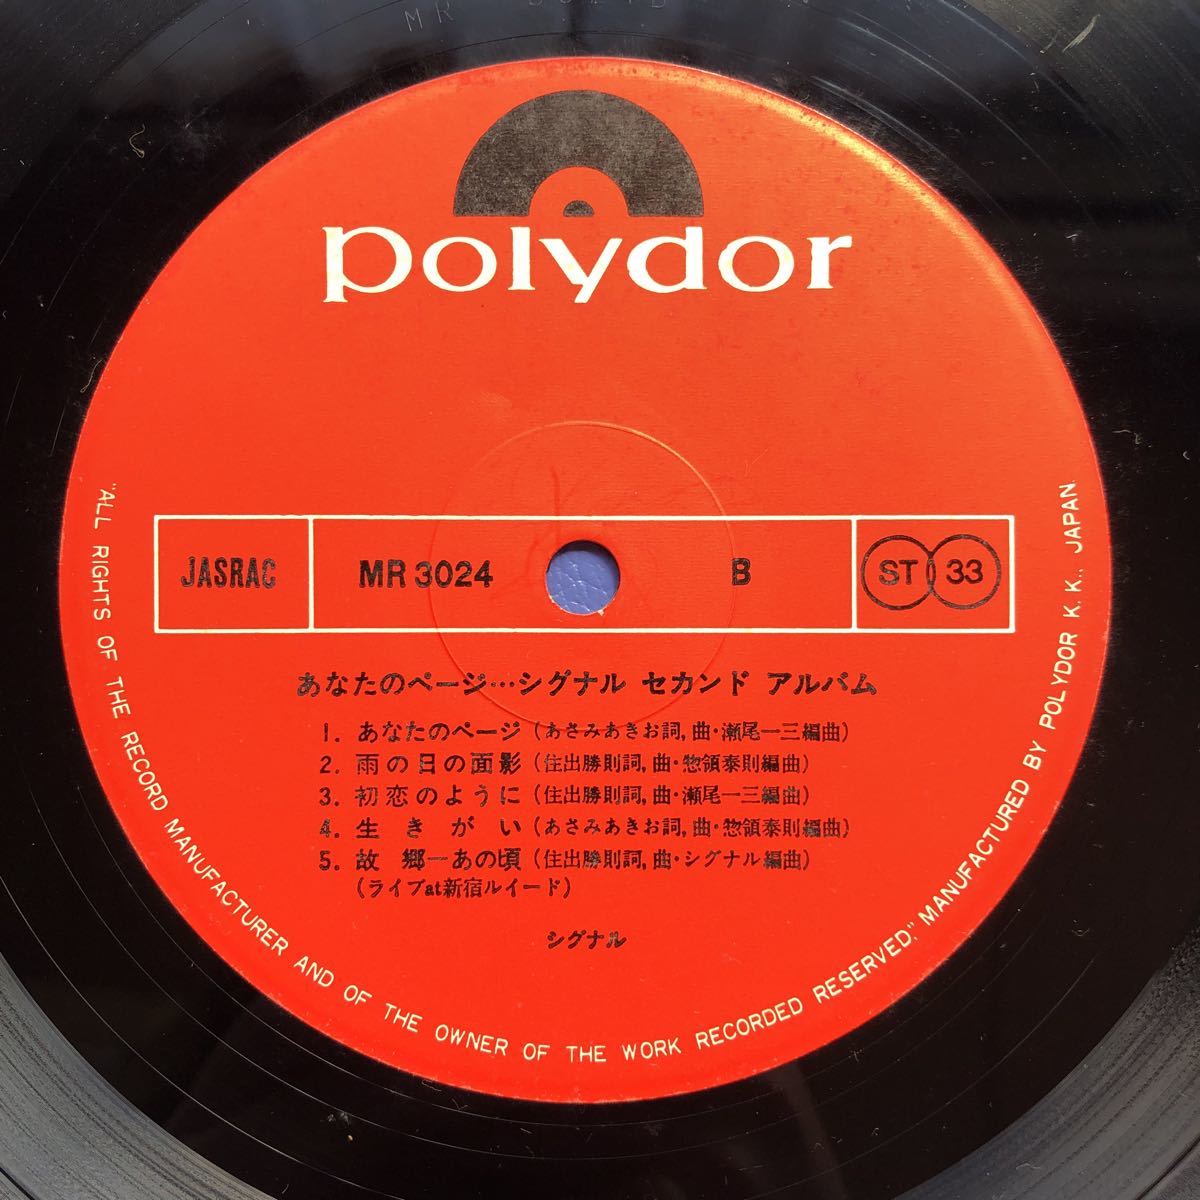 polydor
JASRAC
MR 3024
B
ST 33
あなたのページ…シグナル セカンド アルバム
1. あなたのページ (あさみあきお詞, 曲・瀬尾一三編曲)
2. 雨の日の面影 (住出勝則詞, 曲・惣領泰則編曲)
3. 初恋のように (住出勝則詞, 曲・瀬尾一三編曲)
4. 生きがい (あさみあきお詞, 曲・惣領泰則編曲)
5. 故郷—あの頃 (住出勝則詞, 曲・シグナル編曲)
(ライブat新宿ルイード)
シグナル
"ALL RIGHTS OF THE RECORD MANUFACTURER AND OF THE OWNER OF THE WORK RECORDED RESERVED." MANUFACTURED BY POLYDOR K. K., JAPAN